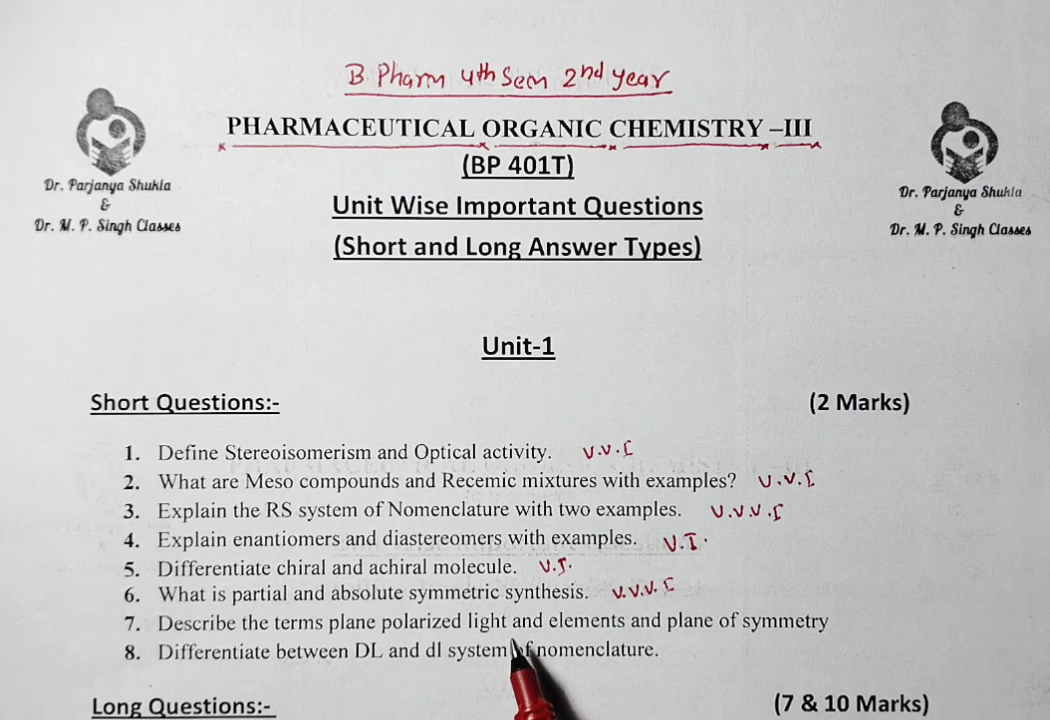 B Pharm 4th Sem 2nd year
PHARMACEUTICAL ORGANIC CHEMISTRY –III
(BP 401T)
Dr. Parjanya Shukla
&
Dr. M. P. Singh Classes
Dr. Parjanya Shukla
&
Dr. M. P. Singh Classes
Unit Wise Important Questions
(Short and Long Answer Types)
Unit-1
Short Questions:- (2 Marks)
1. Define Stereoisomerism and Optical activity. V.V.I
2. What are Meso compounds and Recemic mixtures with examples? V.V.I
3. Explain the RS system of Nomenclature with two examples. V.V.V.I
4. Explain enantiomers and diastereomers with examples. V.I.
5. Differentiate chiral and achiral molecule. V.I.
6. What is partial and absolute symmetric synthesis. V.V.V.I
7. Describe the terms plane polarized light and elements and plane of symmetry
8. Differentiate between DL and dl system of nomenclature.
Long Questions:- (7 & 10 Marks)